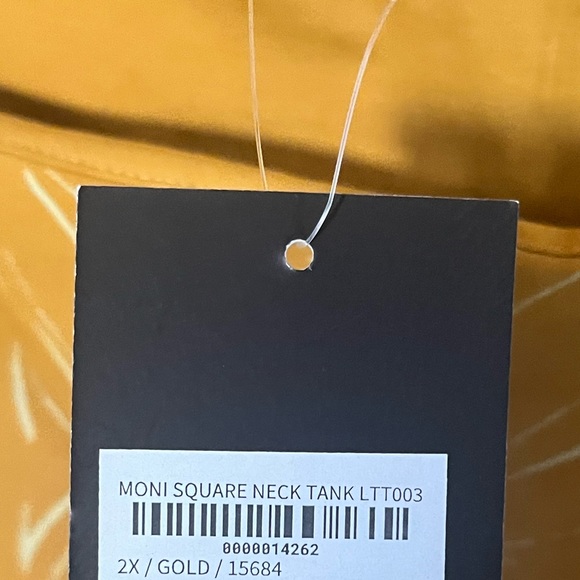 MONI SQUARE NECK TANK LTT003
0000014262
2X / GOLD / 15684